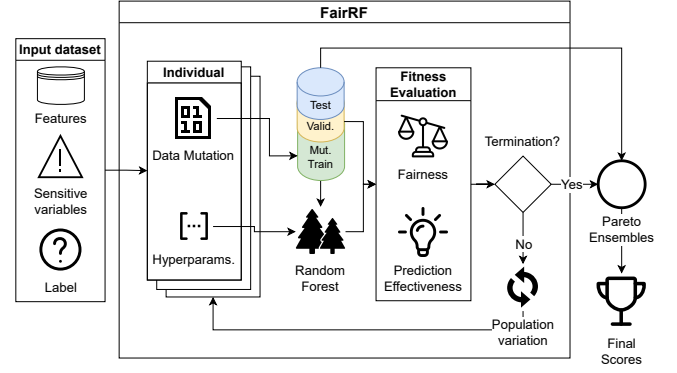 FairRF
Input dataset
Features
Sensitive
variables
Label
Individual
Data Mutation
[...]
Hyperparams.
01
10
Test
Valid.
Mut.
Train
Random
Forest
Fitness
Evaluation
Fairness
Prediction
Effectiveness
Termination?
Yes
No
Population
variation
Pareto
Ensembles
Final
Scores
?